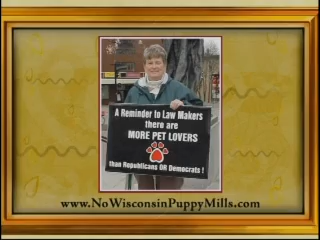 A Reminder to Law Makers
there are
MORE PET LOVERS
than Republicans OR Democrats!
www.NoWisconsinPuppyMills.com